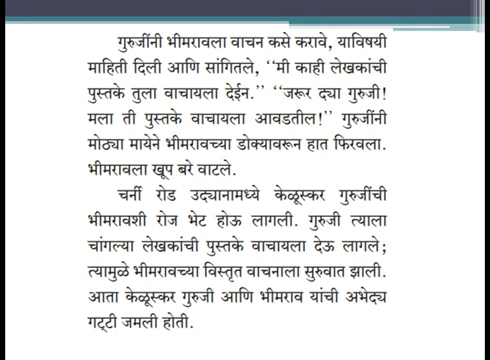 गुरुजींनी भीमरावला वाचन कसे करावे, याविषयी
माहिती दिली आणि सांगितले, ‘‘मी काही लेखकांची
पुस्तके तुला वाचायला देईन.’’ ‘‘जरूर द्या गुरुजी!
मला ती पुस्तके वाचायला आवडतील!’’ गुरुजींनी
मोठ्या मायेने भीमरावच्या डोक्यावरून हात फिरवला.
भीमरावला खूप बरे वाटले.
चर्नी रोड उद्यानामध्ये केळूस्कर गुरुजींची
भीमरावशी रोज भेट होऊ लागली. गुरुजी त्याला
चांगल्या लेखकांची पुस्तके वाचायला देऊ लागले;
त्यामुळे भीमरावच्या विस्तृत वाचनाला सुरुवात झाली.
आता केळूस्कर गुरुजी आणि भीमराव यांची अभेद्य
गट्टी जमली होती.